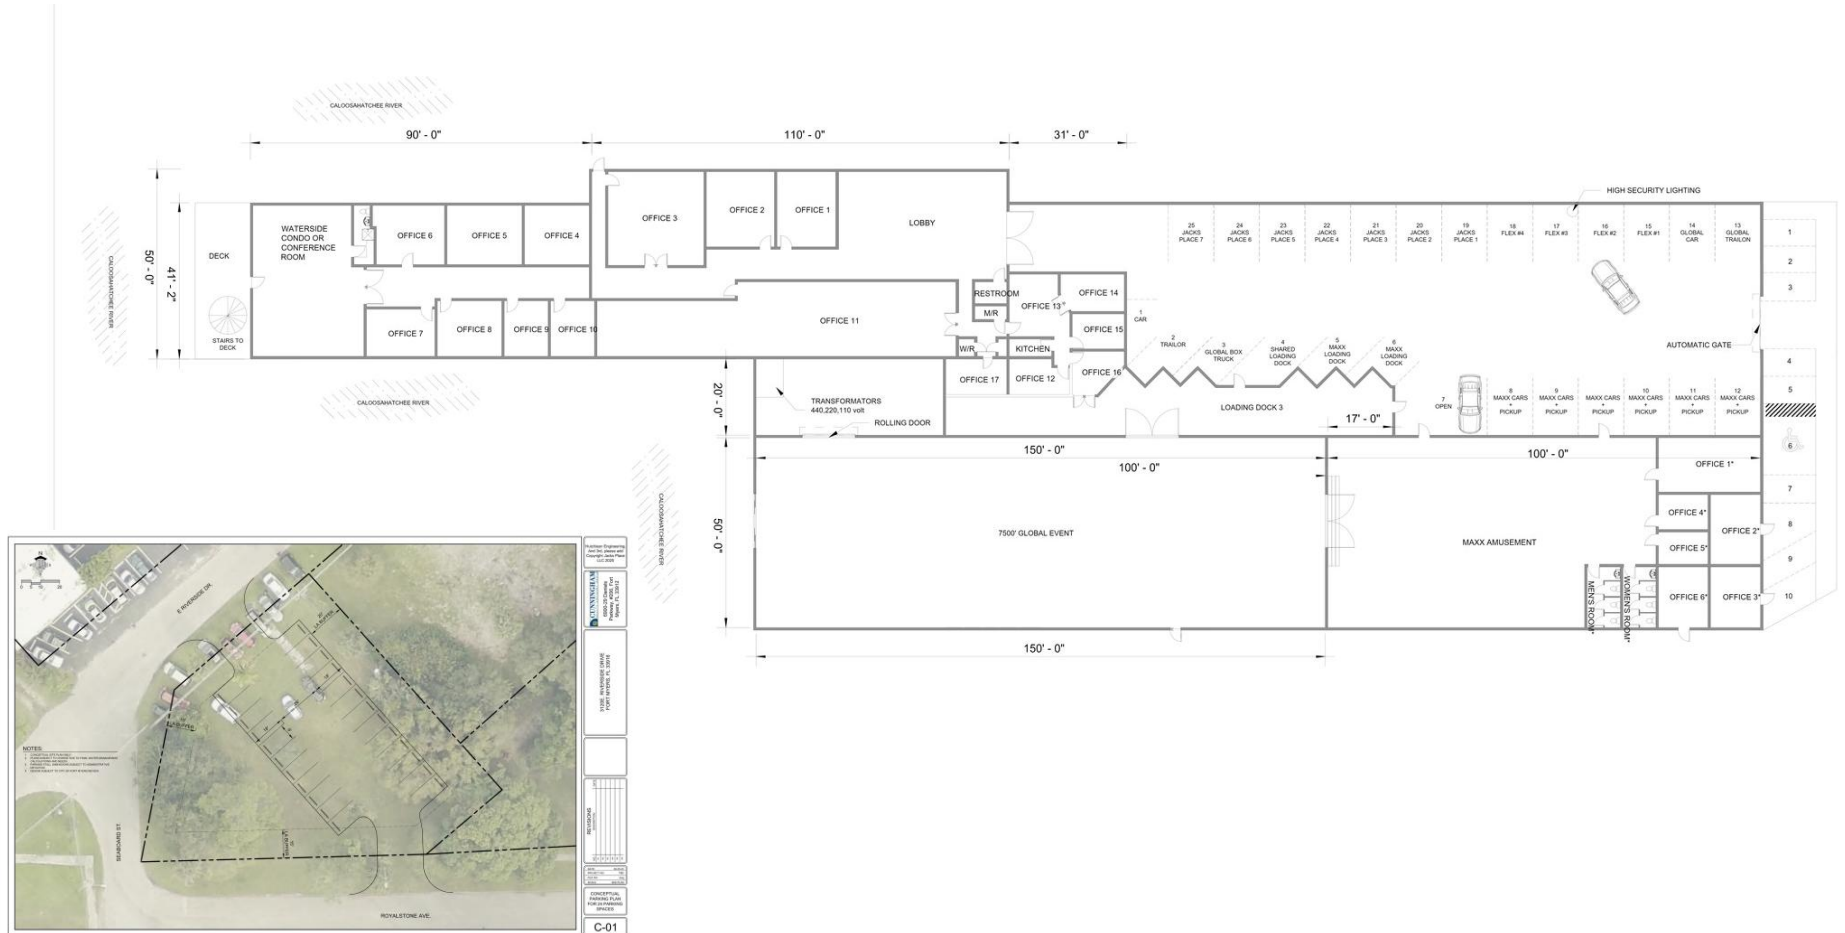 CALOOSAHATCHEE RIVER
90' - 0"
110' - 0"
31' - 0"
50' - 0"
41' - 2"
CALOOSAHATCHEE RIVER
DECK
STAIRS TO
DECK
WATERSIDE
CONDO OR
CONFERENCE
ROOM
OFFICE 6
OFFICE 5
OFFICE 4
OFFICE 7
OFFICE 8
OFFICE 9
OFFICE 10
OFFICE 3
OFFICE 2
OFFICE 1
LOBBY
OFFICE 11
RESTROOM
M/R
W/R
OFFICE 13
OFFICE 14
OFFICE 15
KITCHEN
OFFICE 12
OFFICE 16
OFFICE 17
CALOOSAHATCHEE RIVER
HIGH SECURITY LIGHTING
25
JACKS
PLACE 7
24
JACKS
PLACE 6
23
JACKS
PLACE 5
22
JACKS
PLACE 4
21
JACKS
PLACE 3
20
JACKS
PLACE 2
19
JACKS
PLACE 1
18
FLEX #4
17
FLEX #3
16
FLEX #2
15
FLEX #1
14
GLOBAL
CAR
13
GLOBAL
TRAILON
1
2
3
AUTOMATIC GATE
4
5
6
7
8
9
10
1
CAR
2
TRAILOR
3
GLOBAL BOX
TRUCK
4
SHARED
LOADING
DOCK
5
MAXX
LOADING
DOCK
6
MAXX
LOADING
DOCK
7
OPEN
8
MAXX CARS
+
PICKUP
9
MAXX CARS
+
PICKUP
MAXX CARS
+
PICKUP
10
MAXX CARS
+
PICKUP
11
MAXX CARS
+
PICKUP
12
MAXX CARS
+
PICKUP
LOADING DOCK 3
17' - 0"
20' - 0"
TRANSFORMATORS
440,220,110 volt
ROLLING DOOR
150' - 0"
100' - 0"
100' - 0"
50' - 0"
CALOOSAHATCHEE RIVER
7500' GLOBAL EVENT
MAXX AMUSEMENT
OFFICE 1*
OFFICE 4*
OFFICE 2*
OFFICE 5*
OFFICE 6*
OFFICE 3*
MEN'S ROOM*
WOMEN'S ROOM*
150' - 0"
N
E RIVERSIDE DR.
NOTES:
SEABOARD ST.
ROYALSTONE AVE.
CUNNINGHAM
REVISIONS
CONCEPTUAL
PARKING PLAN
FOR 20 PARKING
SPACES
C-01